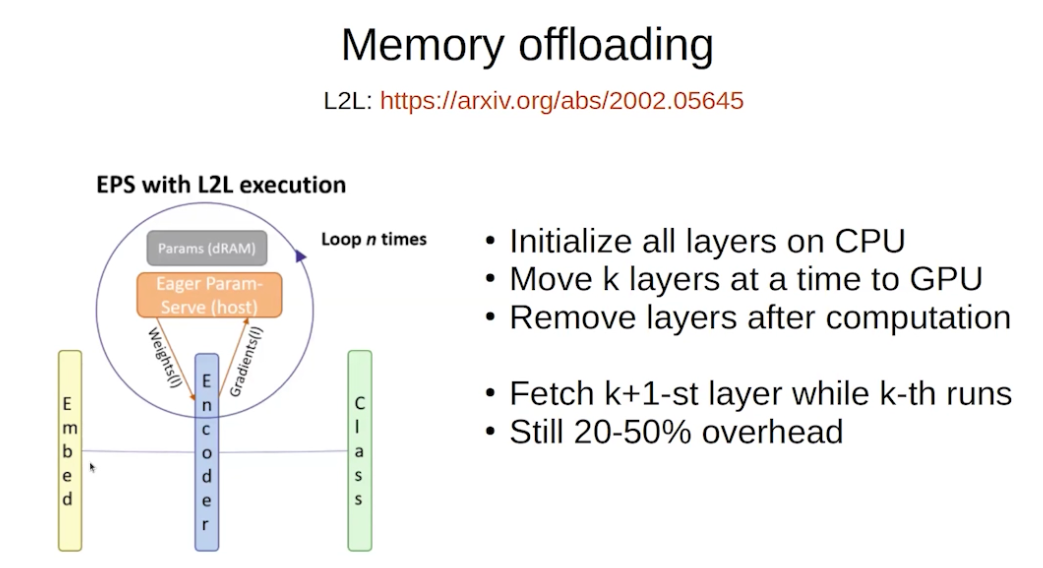 Memory offloading
L2L: https://arxiv.org/abs/2002.05645
EPS with L2L execution
Loop n times
Params (dRAM)
Eager Param-
Serve (host)
Weights(l)
Gradients(l)
Embed
Encoder
Class
• Initialize all layers on CPU
• Move k layers at a time to GPU
• Remove layers after computation
• Fetch k+1-st layer while k-th runs
• Still 20-50% overhead